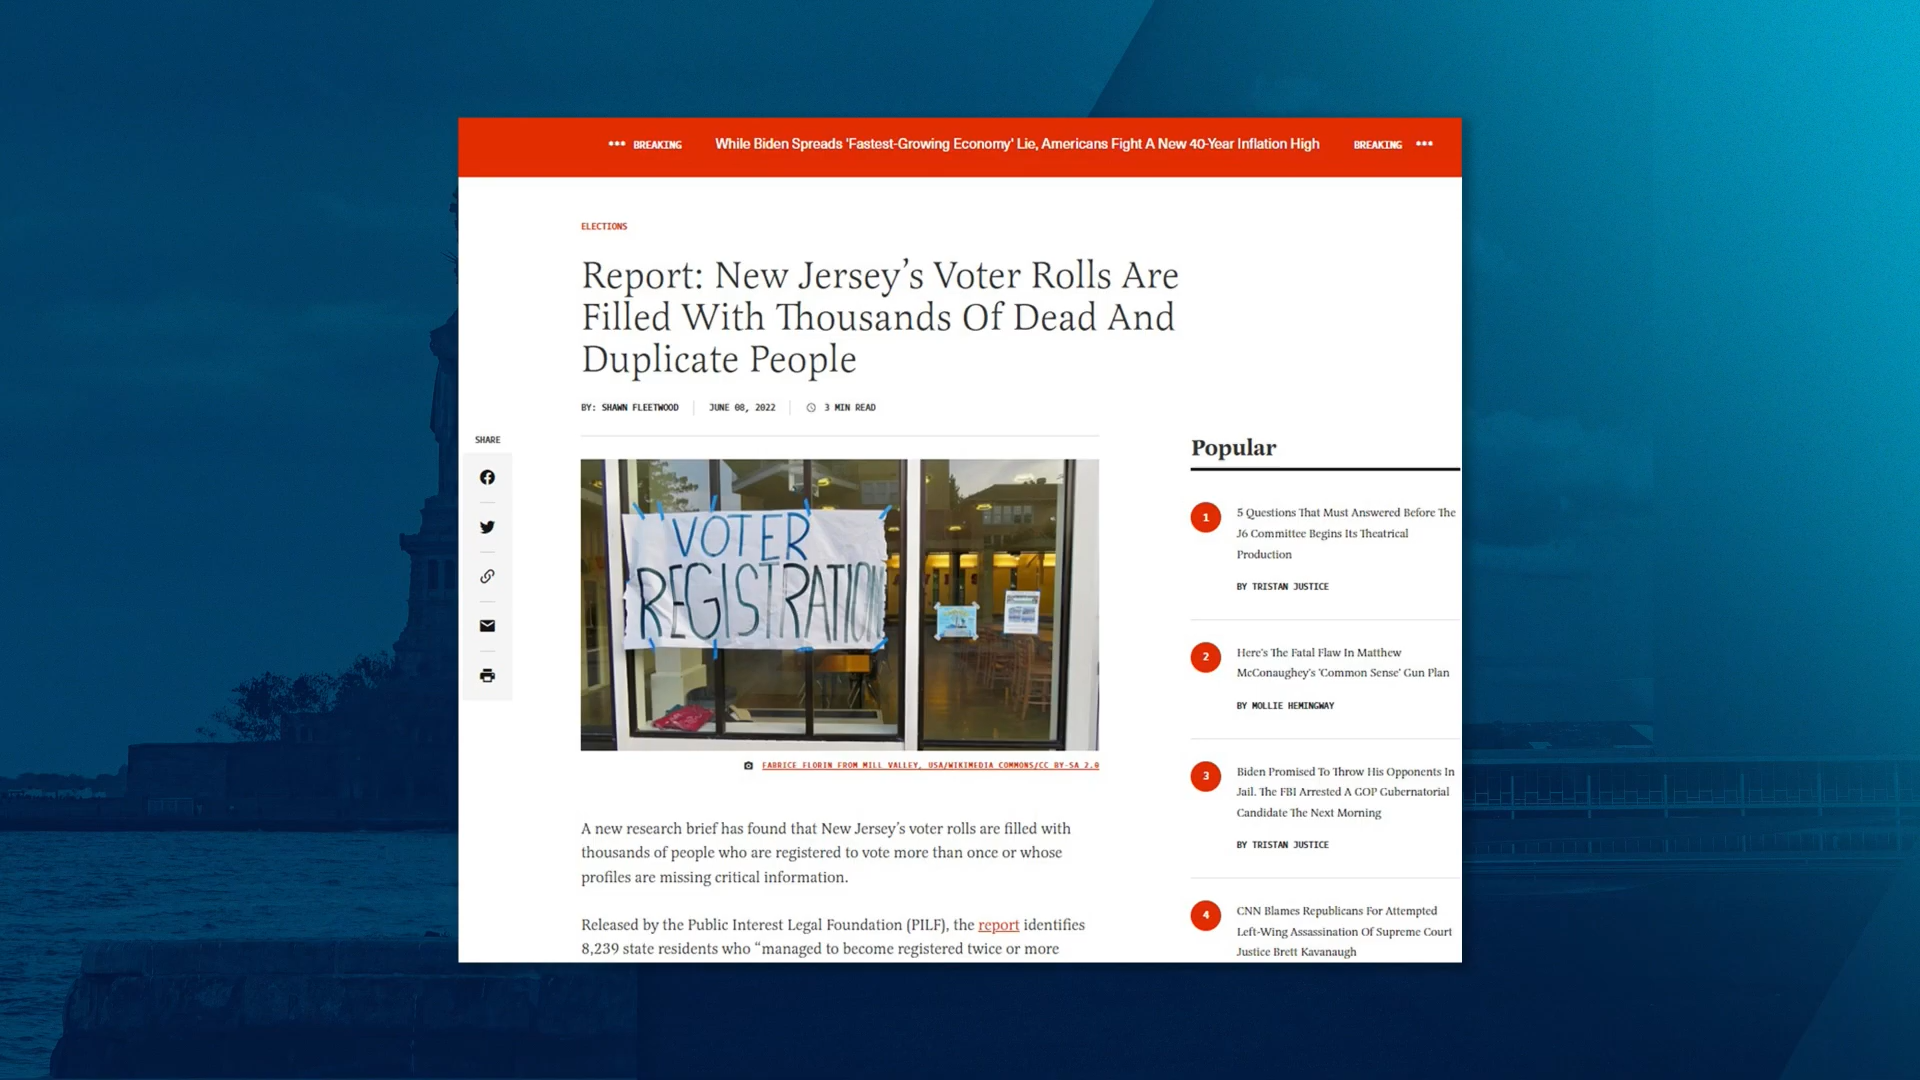 ••• BREAKING While Biden Spreads 'Fastest-Growing Economy' Lie, Americans Fight A New 40-Year Inflation High BREAKING •••
ELECTIONS
Report: New Jersey’s Voter Rolls Are
Filled With Thousands Of Dead And
Duplicate People
BY: SHAWN FLEETWOOD JUNE 08, 2022 3 MIN READ
SHARE
VOTER
REGISTRATION
FABRICE FLORIN FROM MILL VALLEY, USA/WIKIMEDIA COMMONS/CC BY-SA 2.0
A new research brief has found that New Jersey’s voter rolls are filled with
thousands of people who are registered to vote more than once or whose
profiles are missing critical information.
Released by the Public Interest Legal Foundation (PILF), the report identifies
8,239 state residents who “managed to become registered twice or more
Popular
1
5 Questions That Must Answered Before The
J6 Committee Begins Its Theatrical
Production
BY TRISTAN JUSTICE
2
Here's The Fatal Flaw In Matthew
McConaughey's 'Common Sense' Gun Plan
BY MOLLIE HEMINGWAY
3
Biden Promised To Throw His Opponents In
Jail. The FBI Arrested A GOP Gubernatorial
Candidate The Next Morning
BY TRISTAN JUSTICE
4
CNN Blames Republicans For Attempted
Left-Wing Assassination Of Supreme Court
Justice Brett Kavanaugh